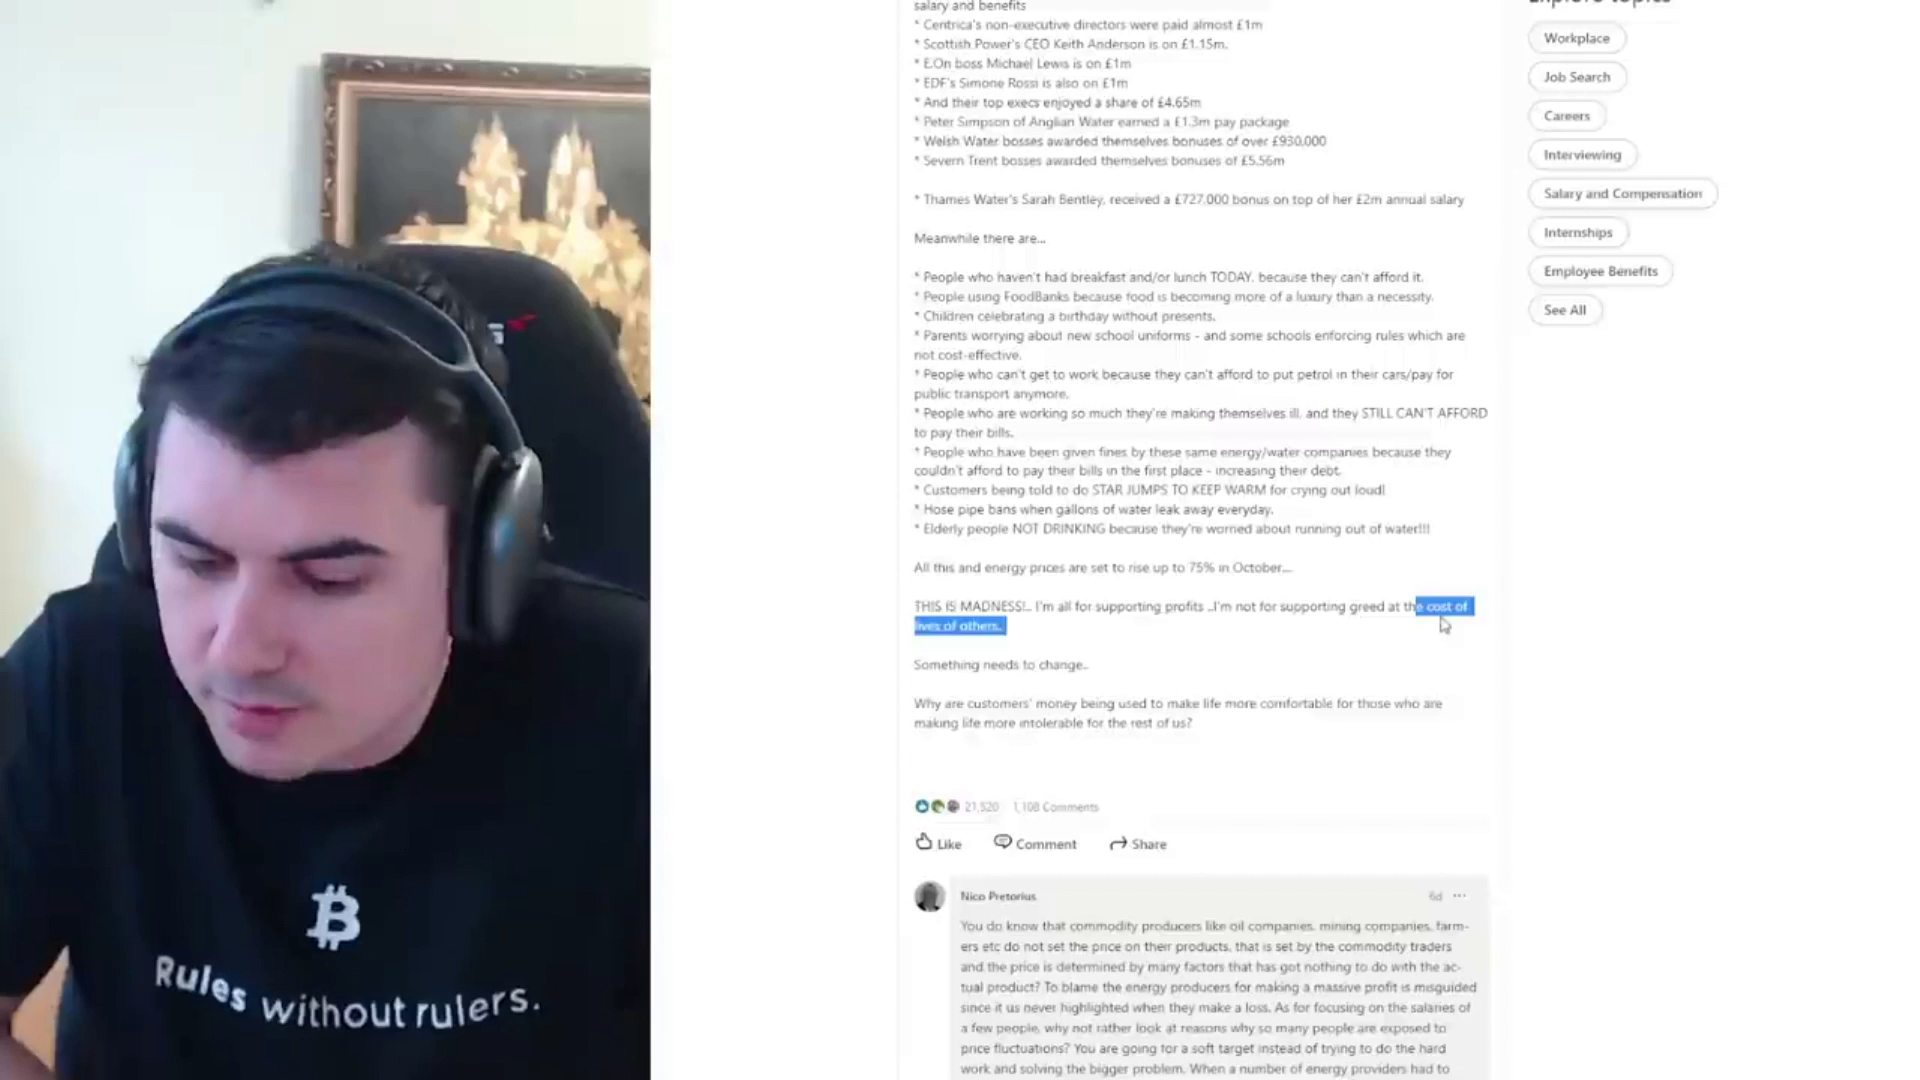 salary and benefits
* Centrica's non-executive directors were paid almost £1m
* Scottish Power's CEO Keith Anderson is on £1.15m.
* E.On boss Michael Lewis is on £1m
* EDF's Simone Rossi is also on £1m
* And their top execs enjoyed a share of £4.65m
* Peter Simpson of Anglian Water earned a £1.3m pay package
* Welsh Water bosses awarded themselves bonuses of over £930,000
* Severn Trent bosses awarded themselves bonuses of £5.56m
* Thames Water's Sarah Bentley, received a £727,000 bonus on top of her £2m annual salary
Meanwhile there are...
* People who haven't had breakfast and/or lunch TODAY, because they can't afford it.
* People using FoodBanks because food is becoming more of a luxury than a necessity.
* Children celebrating a birthday without presents.
* Parents worrying about new school uniforms - and some schools enforcing rules which are
not cost-effective.
* People who can't get to work because they can't afford to put petrol in their cars/pay for
public transport anymore.
* People who are working so much they're making themselves ill, and they STILL CAN'T AFFORD
to pay their bills.
* People who have been given fines by these same energy/water companies because they
couldn't afford to pay their bills in the first place - increasing their debt.
* Customers being told to do STAR JUMPS TO KEEP WARM for crying out loud!
* Hose pipe bans when gallons of water leak away everyday.
* Elderly people NOT DRINKING because they're worried about running out of water!!!
All this and energy prices are set to rise up to 75% in October....
THIS IS MADNESS!.. I'm all for supporting profits ..I'm not for supporting greed at the cost of
lives of others..
Something needs to change..
Why are customers' money being used to make life more comfortable for those who are
making life more intolerable for the rest of us?
21,520 1,108 Comments
Like Comment Share
Nico Pretorius 6d ...
You do know that commodity producers like oil companies, mining companies, farm-
ers etc do not set the price on their products, that is set by the commodity traders
and the price is determined by many factors that has got nothing to do with the ac-
tual product? To blame the energy producers for making a massive profit is misguided
since it us never highlighted when they make a loss. As for focusing on the salaries of
a few people, why not rather look at reasons why so many people are exposed to
price fluctuations? You are going for a soft target instead of trying to do the hard
work and solving the bigger problem. When a number of energy providers had to
Explore topics
Workplace
Job Search
Careers
Interviewing
Salary and Compensation
Internships
Employee Benefits
See All
₿
Rules without rulers.